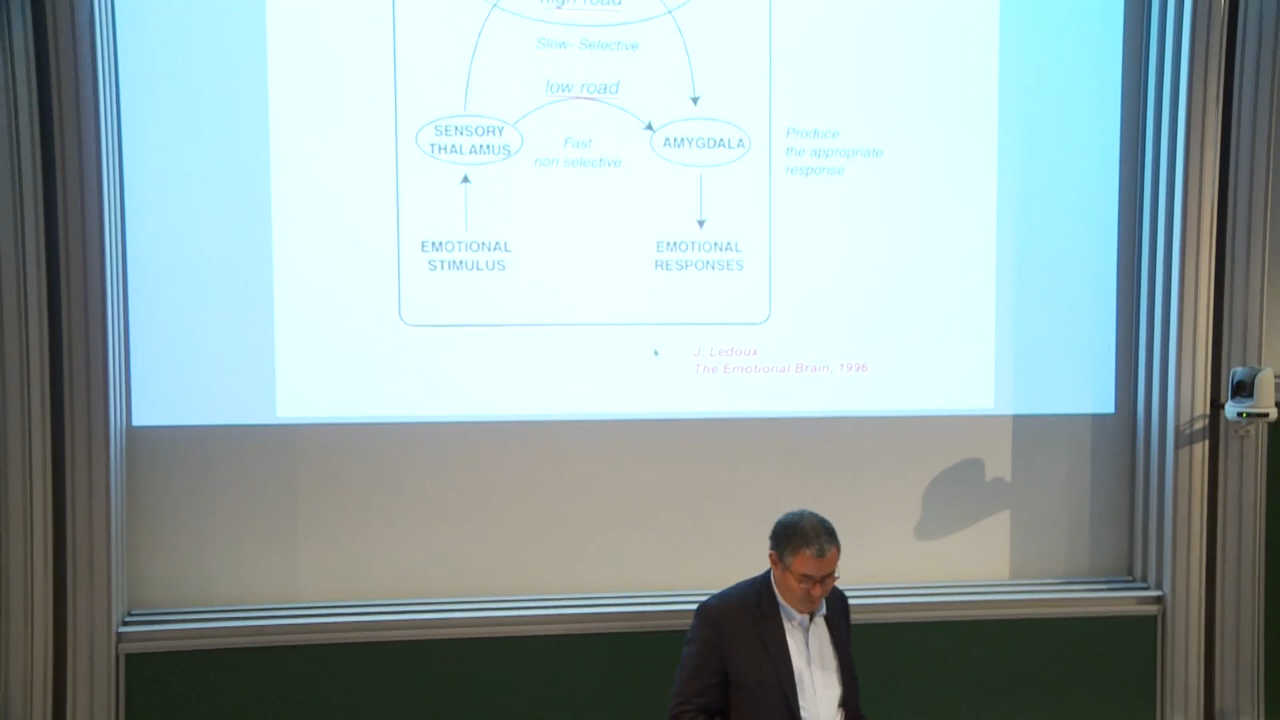 high road
Slow- Selective
low road
SENSORY
THALAMUS
Fast
non selective
AMYGDALA
Produce
the appropriate
response
EMOTIONAL
STIMULUS
EMOTIONAL
RESPONSES
J. Ledoux
The Emotional Brain, 1996